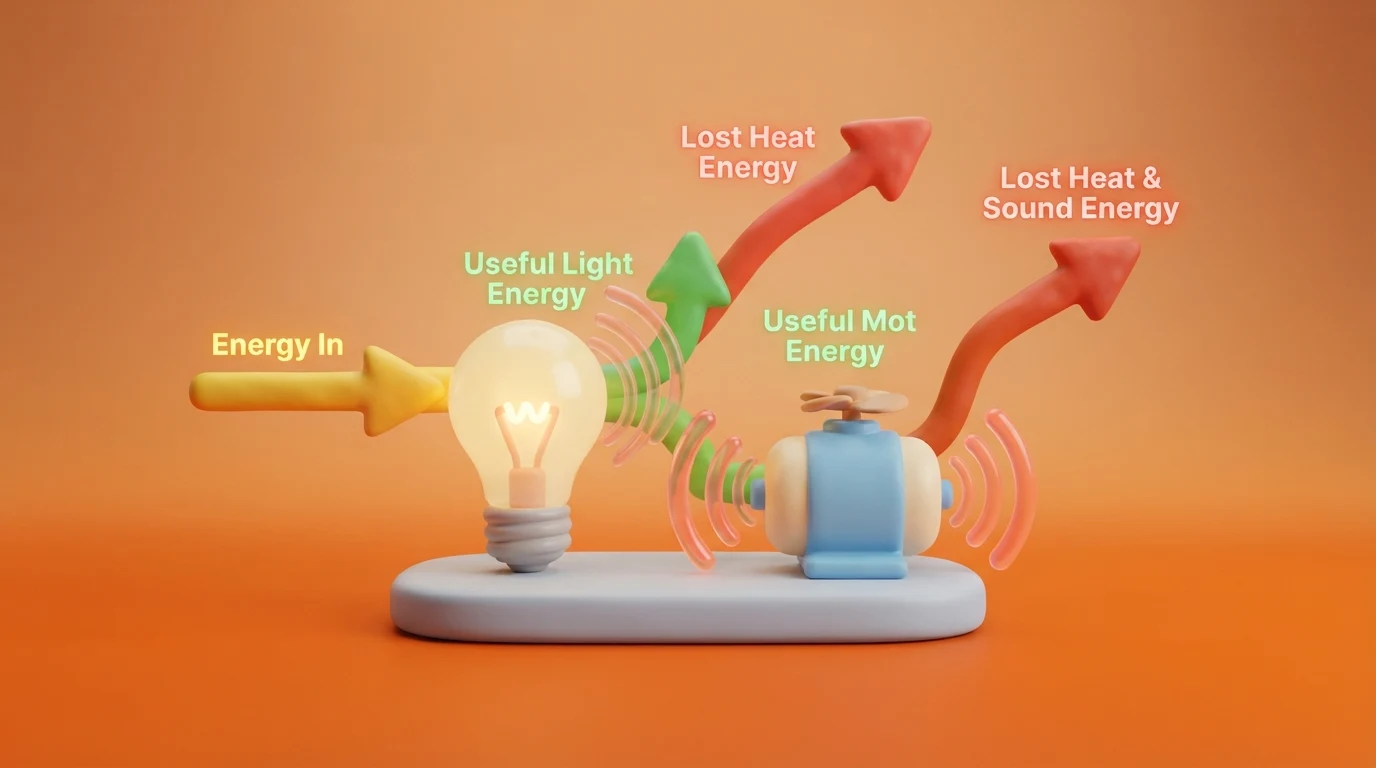 Energy In
Useful Light
Energy
Lost Heat
Energy
Useful Mot
Energy
Lost Heat &
Sound Energy